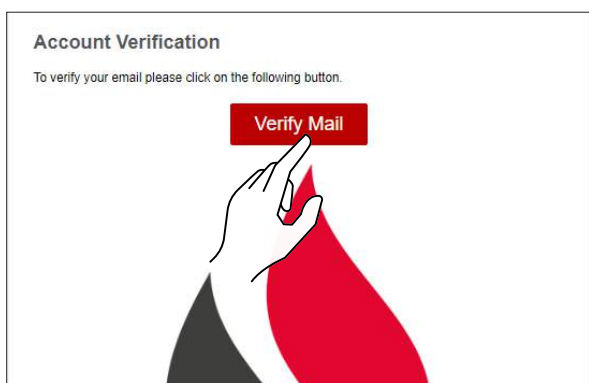 Account Verification
To verify your email please click on the following button.
Verify Mail